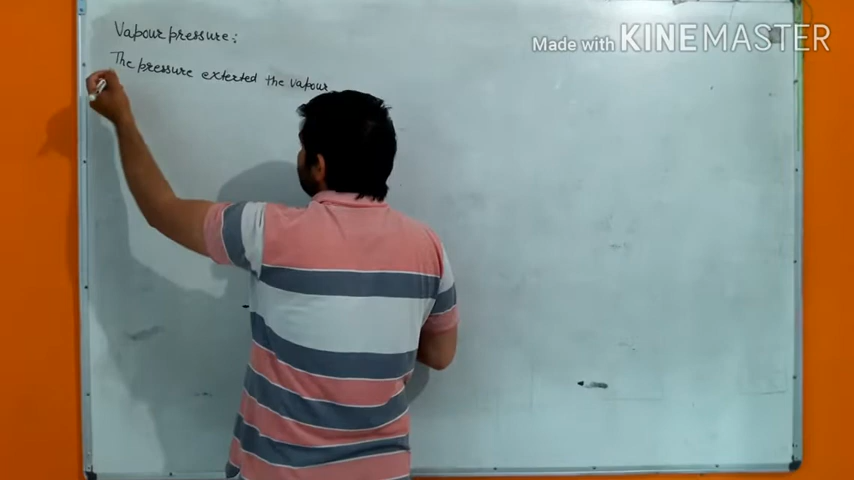 Made with KINEMASTER
Vapour pressure:
The pressure exterted the vapour